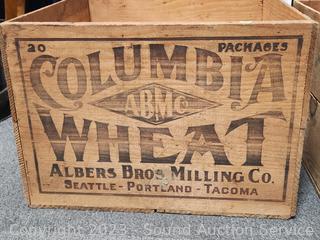 20 PACKAGES
COLUMBIA
ABMC
WHEAT
ALBERS BROS. MILLING CO.
SEATTLE - PORTLAND - TACOMA
Copyright 2023 - Sound Auction Service